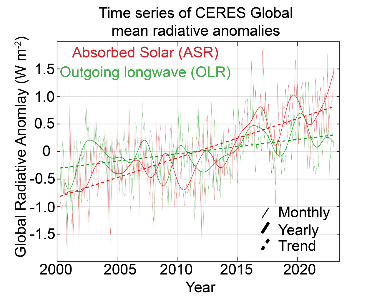 Time series of CERES Global
mean radiative anomalies
Global Radiative Anomlay (W m⁻²)
Absorbed Solar (ASR)
Outgoing longwave (OLR)
1.5
1.0
0.5
0
-0.5
-1.0
-1.5
Monthly
Yearly
Trend
2000 2005 2010 2015 2020
Year